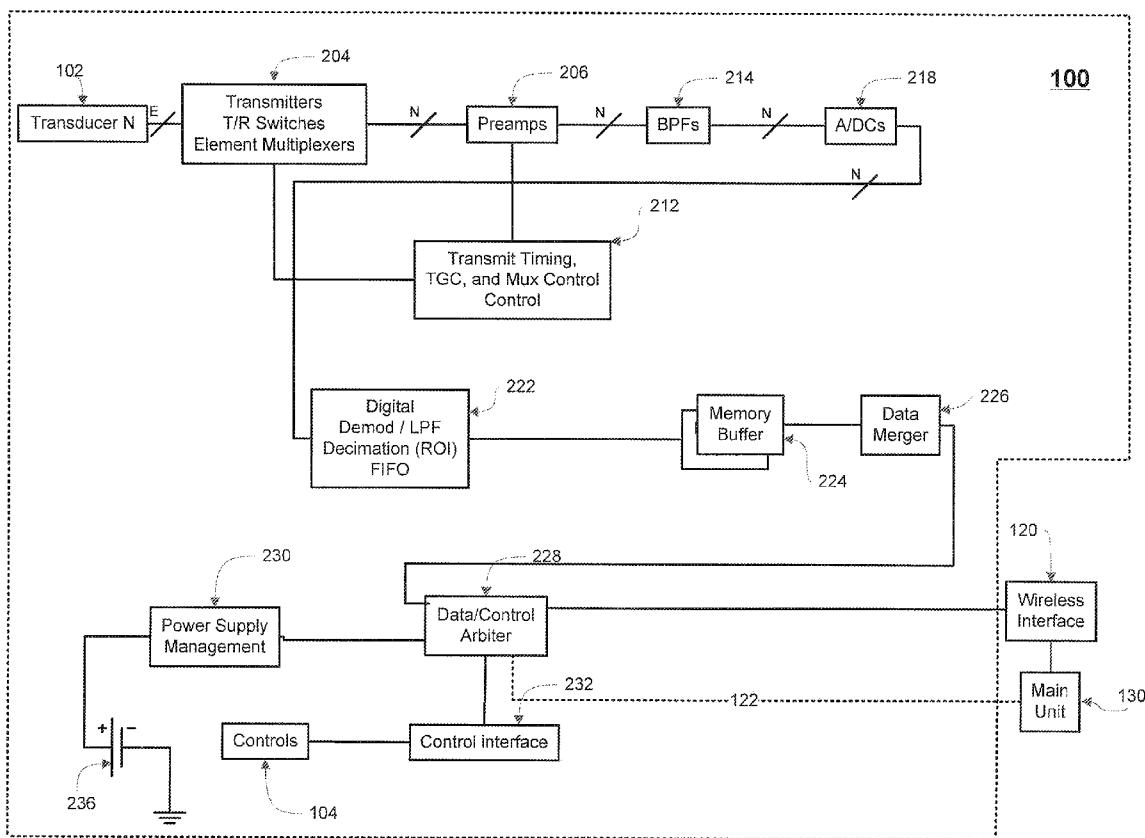 204
206
214
218
102
100
Transducer N
E
Transmitters
T/R Switches
Element Multiplexers
N
Preamps
N
BPFs
N
A/DCs
N
212
Transmit Timing,
TGC, and Mux Control
Control
222
Digital
Demod / LPF
Decimation (ROI)
FIFO
Memory
Buffer
224
Data
Merger
226
230
228
120
Power Supply
Management
Data/Control
Arbiter
Wireless
Interface
232
122
Main
Unit
130
+
–
236
Controls
104
Control interface